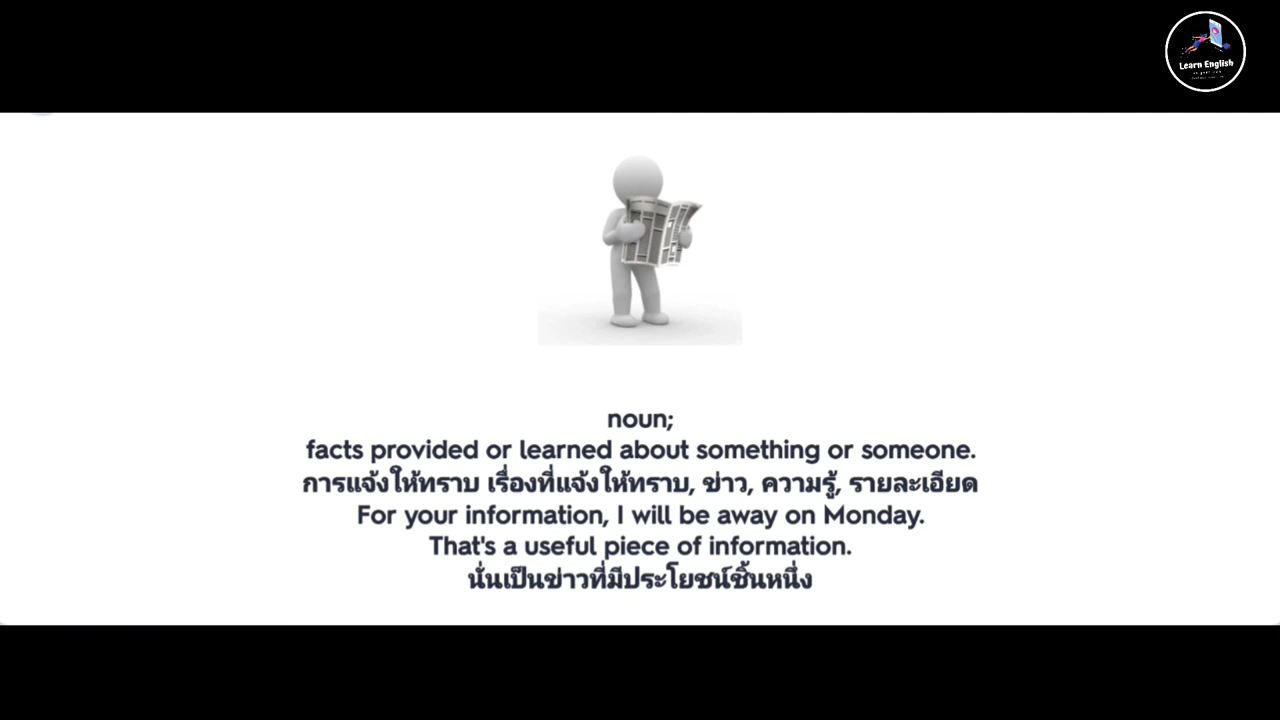 Learn English
noun;
facts provided or learned about something or someone.
การแจ้งให้ทราบ เรื่องที่แจ้งให้ทราบ, ข่าว, ความรู้, รายละเอียด
For your information, I will be away on Monday.
That's a useful piece of information.
นั่นเป็นข่าวที่มีประโยชน์ชิ้นหนึ่ง